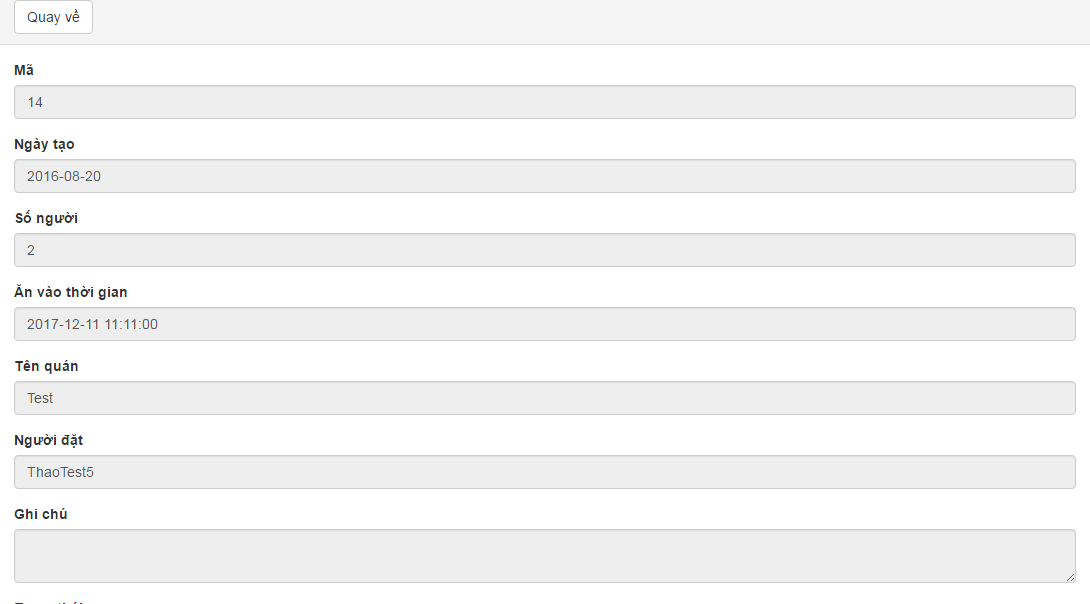 Quay về
Mã
14
Ngày tạo
2016-08-20
Số người
2
Ăn vào thời gian
2017-12-11 11:11:00
Tên quán
Test
Người đặt
ThaoTest5
Ghi chú